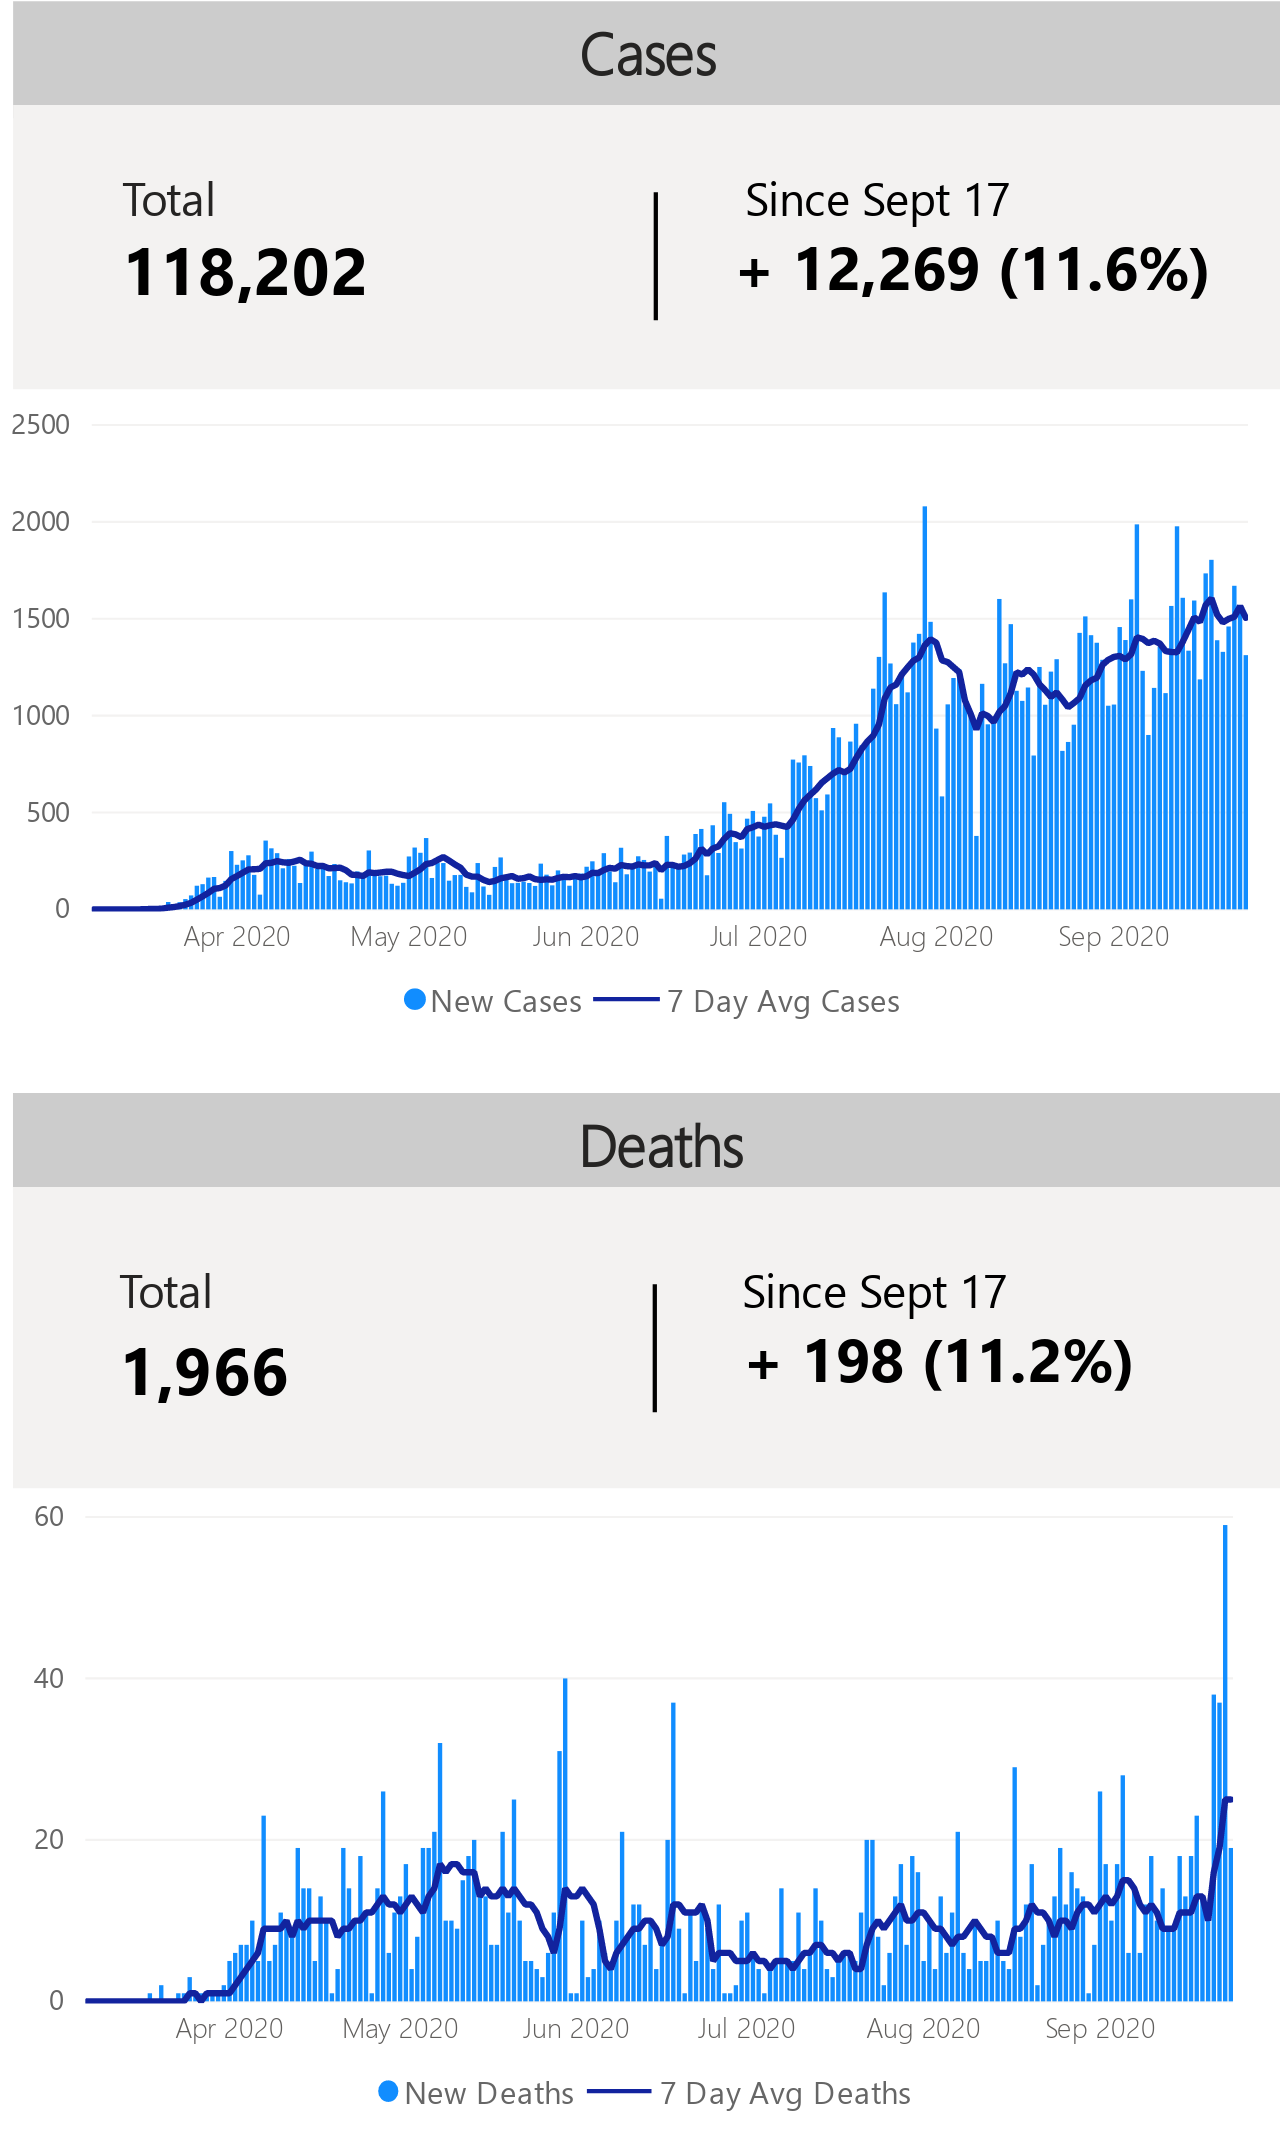 Cases
Total
Since Sept 17
118,202
+ 12,269 (11.6%)
2500
2000
1500
1000
500
0
Apr 2020 May 2020 Jun 2020 Jul 2020 Aug 2020 Sep 2020
New Cases 7 Day Avg Cases
Deaths
Total
Since Sept 17
1,966
+ 198 (11.2%)
60
40
20
0
Apr 2020 May 2020 Jun 2020 Jul 2020 Aug 2020 Sep 2020
New Deaths 7 Day Avg Deaths